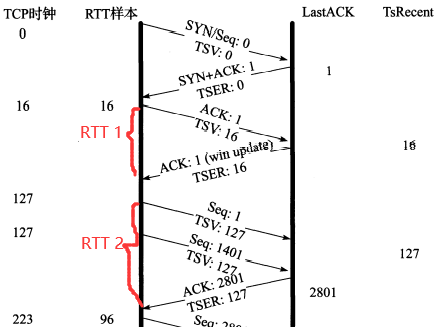 TCP时钟 RTT样本 LastACK TsRecent
0
SYN/Seq: 0
TSV: 0
SYN+ACK: 1
TSER: 0
1
16 16
ACK: 1
TSV: 16
RTT 1
16
ACK: 1 (win update)
TSER: 16
127
Seq: 1
TSV: 127
127
RTT 2
Seq: 1401
TSV: 127
127
ACK: 2801
TSER: 127
2801
223 96